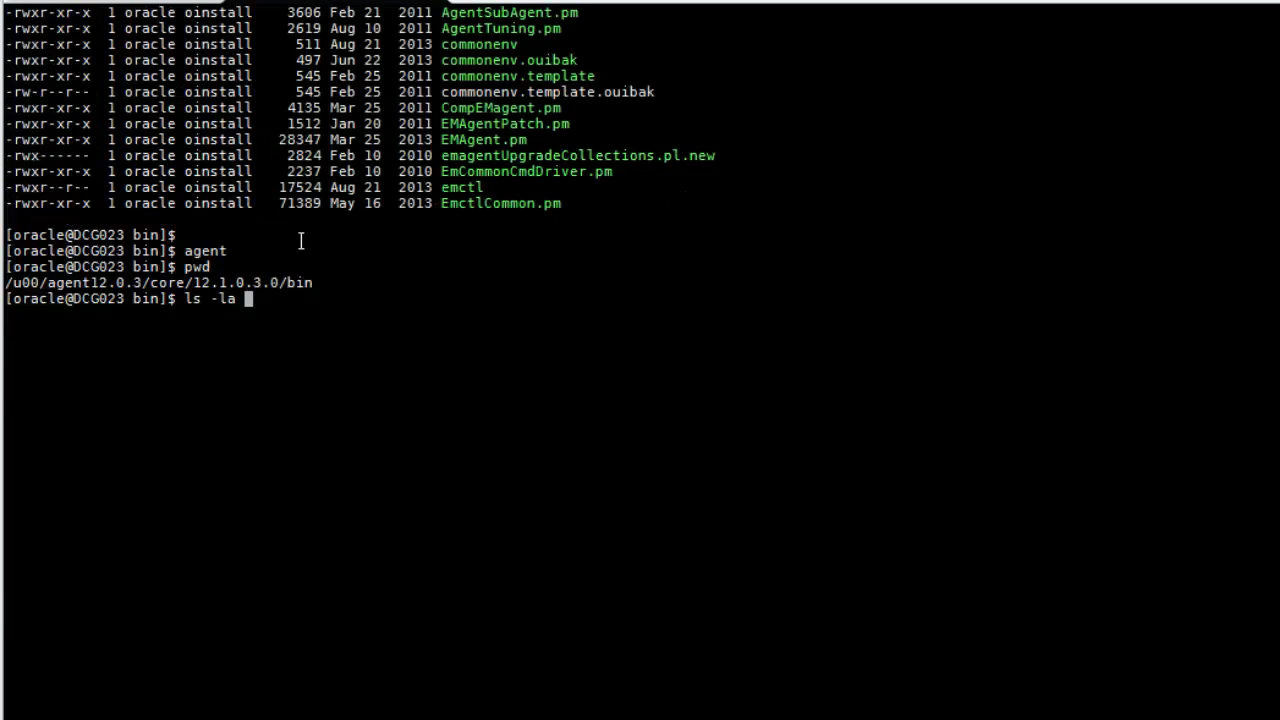 -rwxr-xr-x  1 oracle oinstall    3606 Feb 21  2011 AgentSubAgent.pm
-rwxr-xr-x  1 oracle oinstall    2619 Aug 10  2011 AgentTuning.pm
-rwxr-xr-x  1 oracle oinstall     511 Aug 21  2013 commonenv
-rwxr-xr-x  1 oracle oinstall     497 Jun 22  2013 commonenv.ouibak
-rwxr-xr-x  1 oracle oinstall     545 Feb 25  2011 commonenv.template
-rw-r--r--  1 oracle oinstall     545 Feb 25  2011 commonenv.template.ouibak
-rwxr-xr-x  1 oracle oinstall    4135 Mar 25  2011 CompEMagent.pm
-rwxr-xr-x  1 oracle oinstall    1512 Jan 20  2011 EMAgentPatch.pm
-rwxr-xr-x  1 oracle oinstall   28347 Mar 25  2013 EMAgent.pm
-rwx------  1 oracle oinstall    2824 Feb 10  2010 emagentUpgradeCollections.pl.new
-rwxr-xr-x  1 oracle oinstall    2237 Feb 10  2010 EmCommonCmdDriver.pm
-rwxr--r--  1 oracle oinstall   17524 Aug 21  2013 emctl
-rwxr-xr-x  1 oracle oinstall   71389 May 16  2013 EmctlCommon.pm
[oracle@DCG023 bin]$
[oracle@DCG023 bin]$ agent
[oracle@DCG023 bin]$ pwd
/u00/agent12.0.3/core/12.1.0.3.0/bin
[oracle@DCG023 bin]$ ls -la